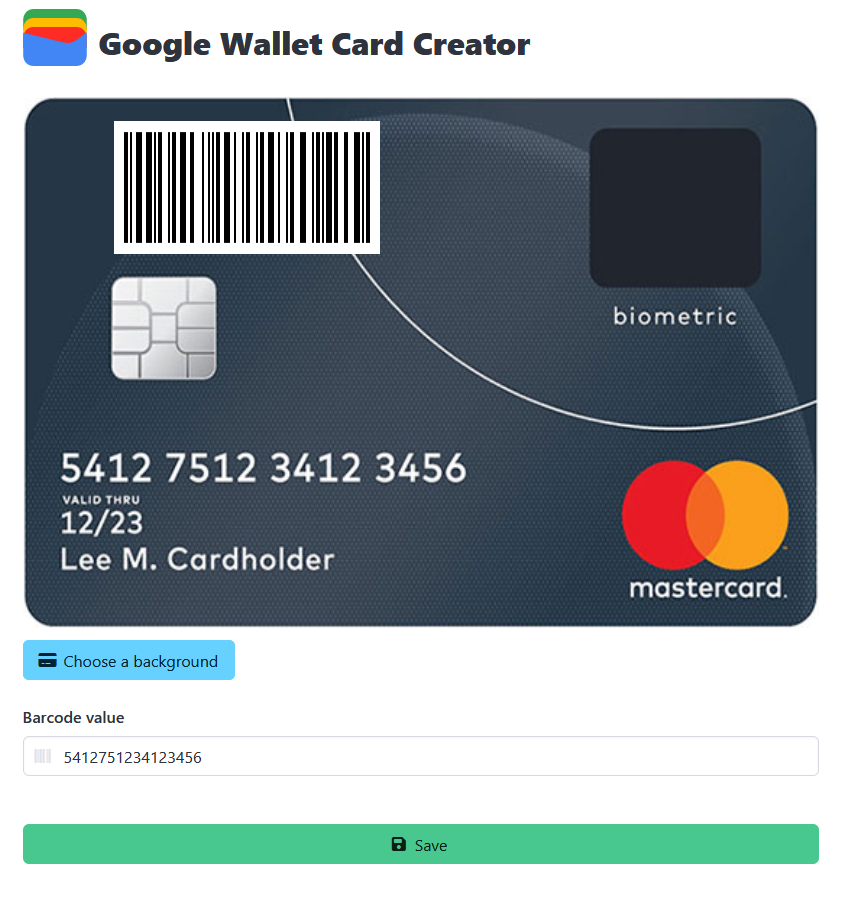 Google Wallet Card Creator
biometric
5412 7512 3412 3456
VALID THRU
12/23
Lee M. Cardholder
mastercard.
Choose a background
Barcode value
5412751234123456
Save